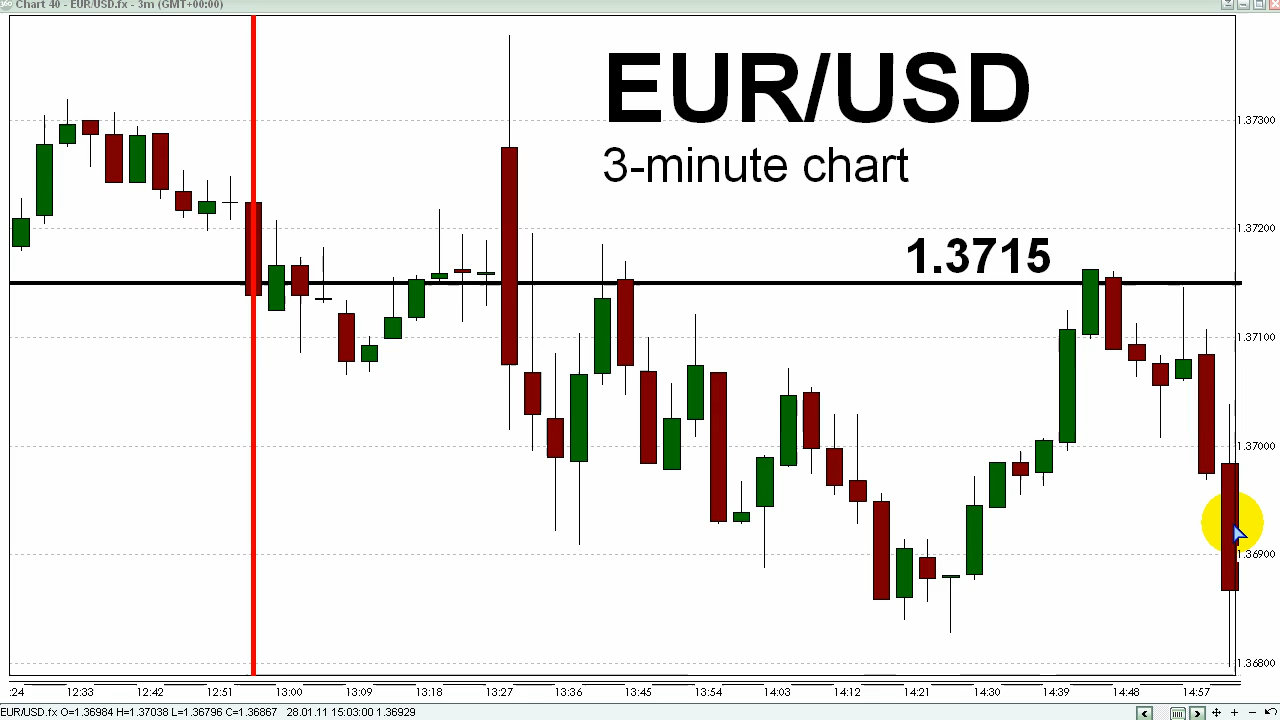 Chart 40 - EUR/USD.fx - 3m (GMT+00:00)
EUR/USD
3-minute chart
1.37300
1.37200
1.3715
1.37100
1.37000
1.36900
1.36800
:24 12:33 12:42 12:51 13:00 13:09 13:18 13:27 13:36 13:45 13:54 14:03 14:12 14:21 14:30 14:39 14:48 14:57
EUR/USD.fx O=1.36984 H=1.37038 L=1.36796 C=1.36867 28.01.11 15:03:00 1.36929